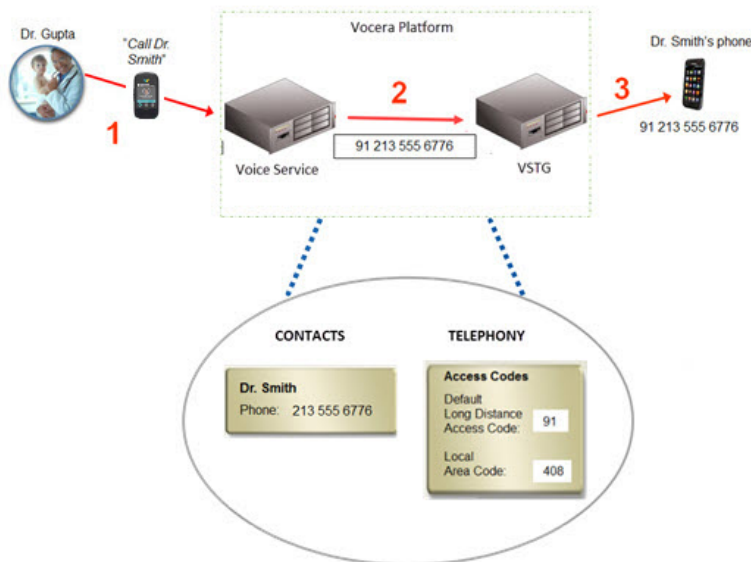 Dr. Gupta
"Call Dr.
Smith"
Vocera Platform
Dr. Smith's phone
1
2
3
91 213 555 6776
91 213 555 6776
Voice Service
VSTG
CONTACTS
TELEPHONY
Dr. Smith
Phone: 213 555 6776
Access Codes
Default
Long Distance
Access Code: 91
Local
Area Code: 408